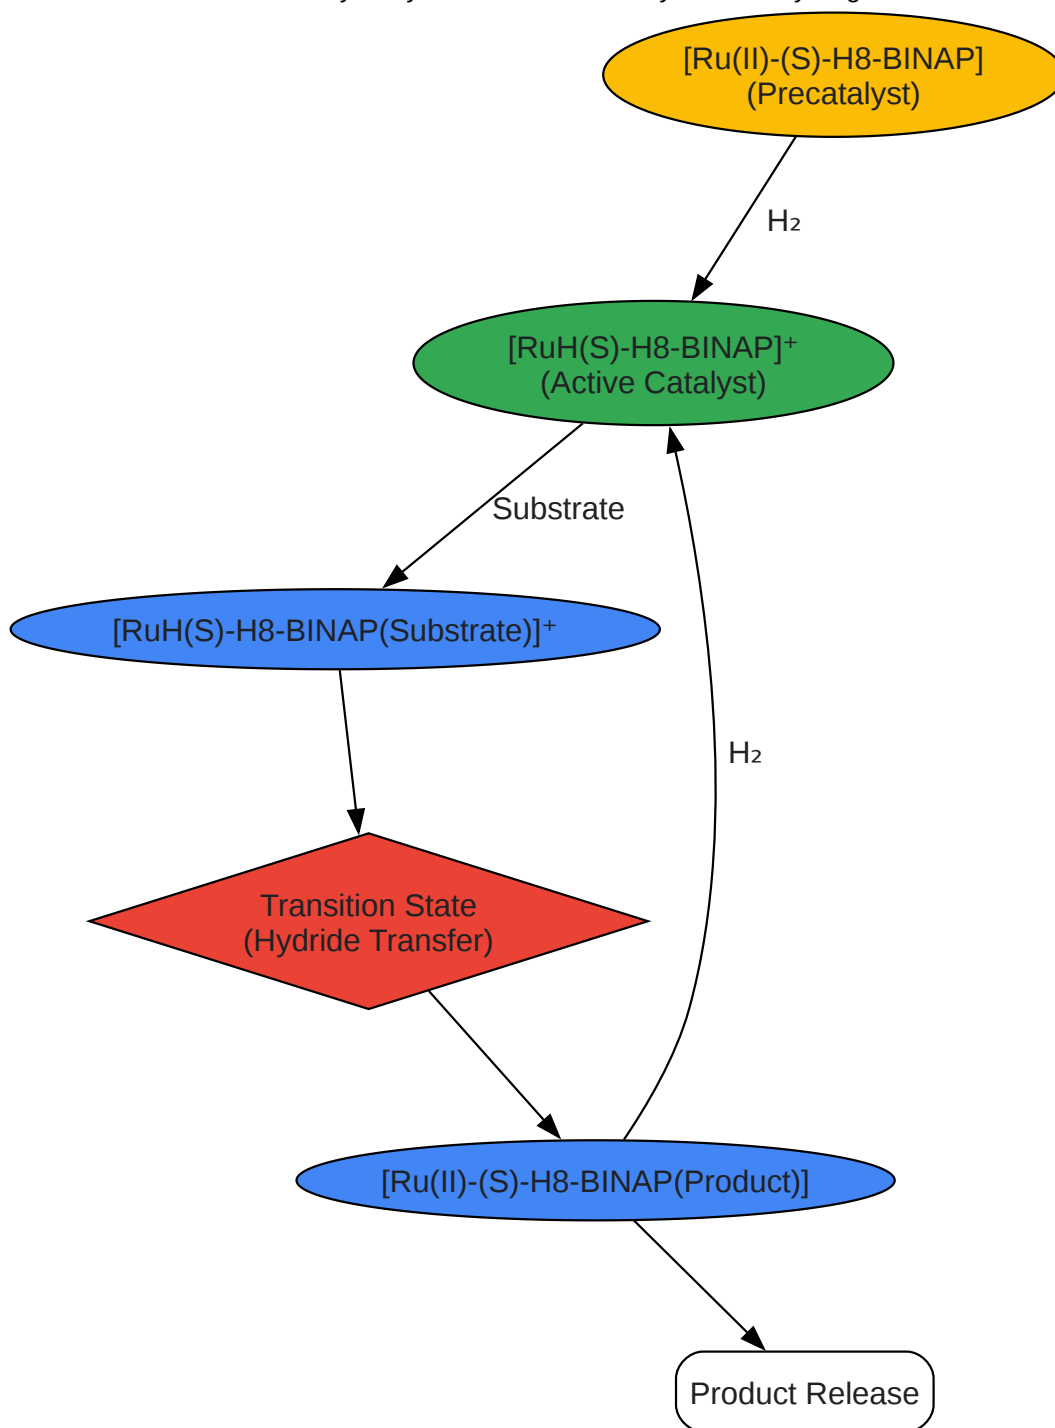 [Ru(II)-(S)-H8-BINAP]
(Precatalyst)
H₂
[RuH(S)-H8-BINAP]⁺
(Active Catalyst)
Substrate
[RuH(S)-H8-BINAP(Substrate)]⁺
H₂
Transition State
(Hydride Transfer)
[Ru(II)-(S)-H8-BINAP(Product)]
Product Release